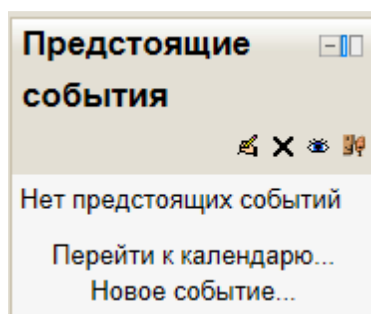 Предстоящие
события
Нет предстоящих событий
Перейти к календарю...
Новое событие...